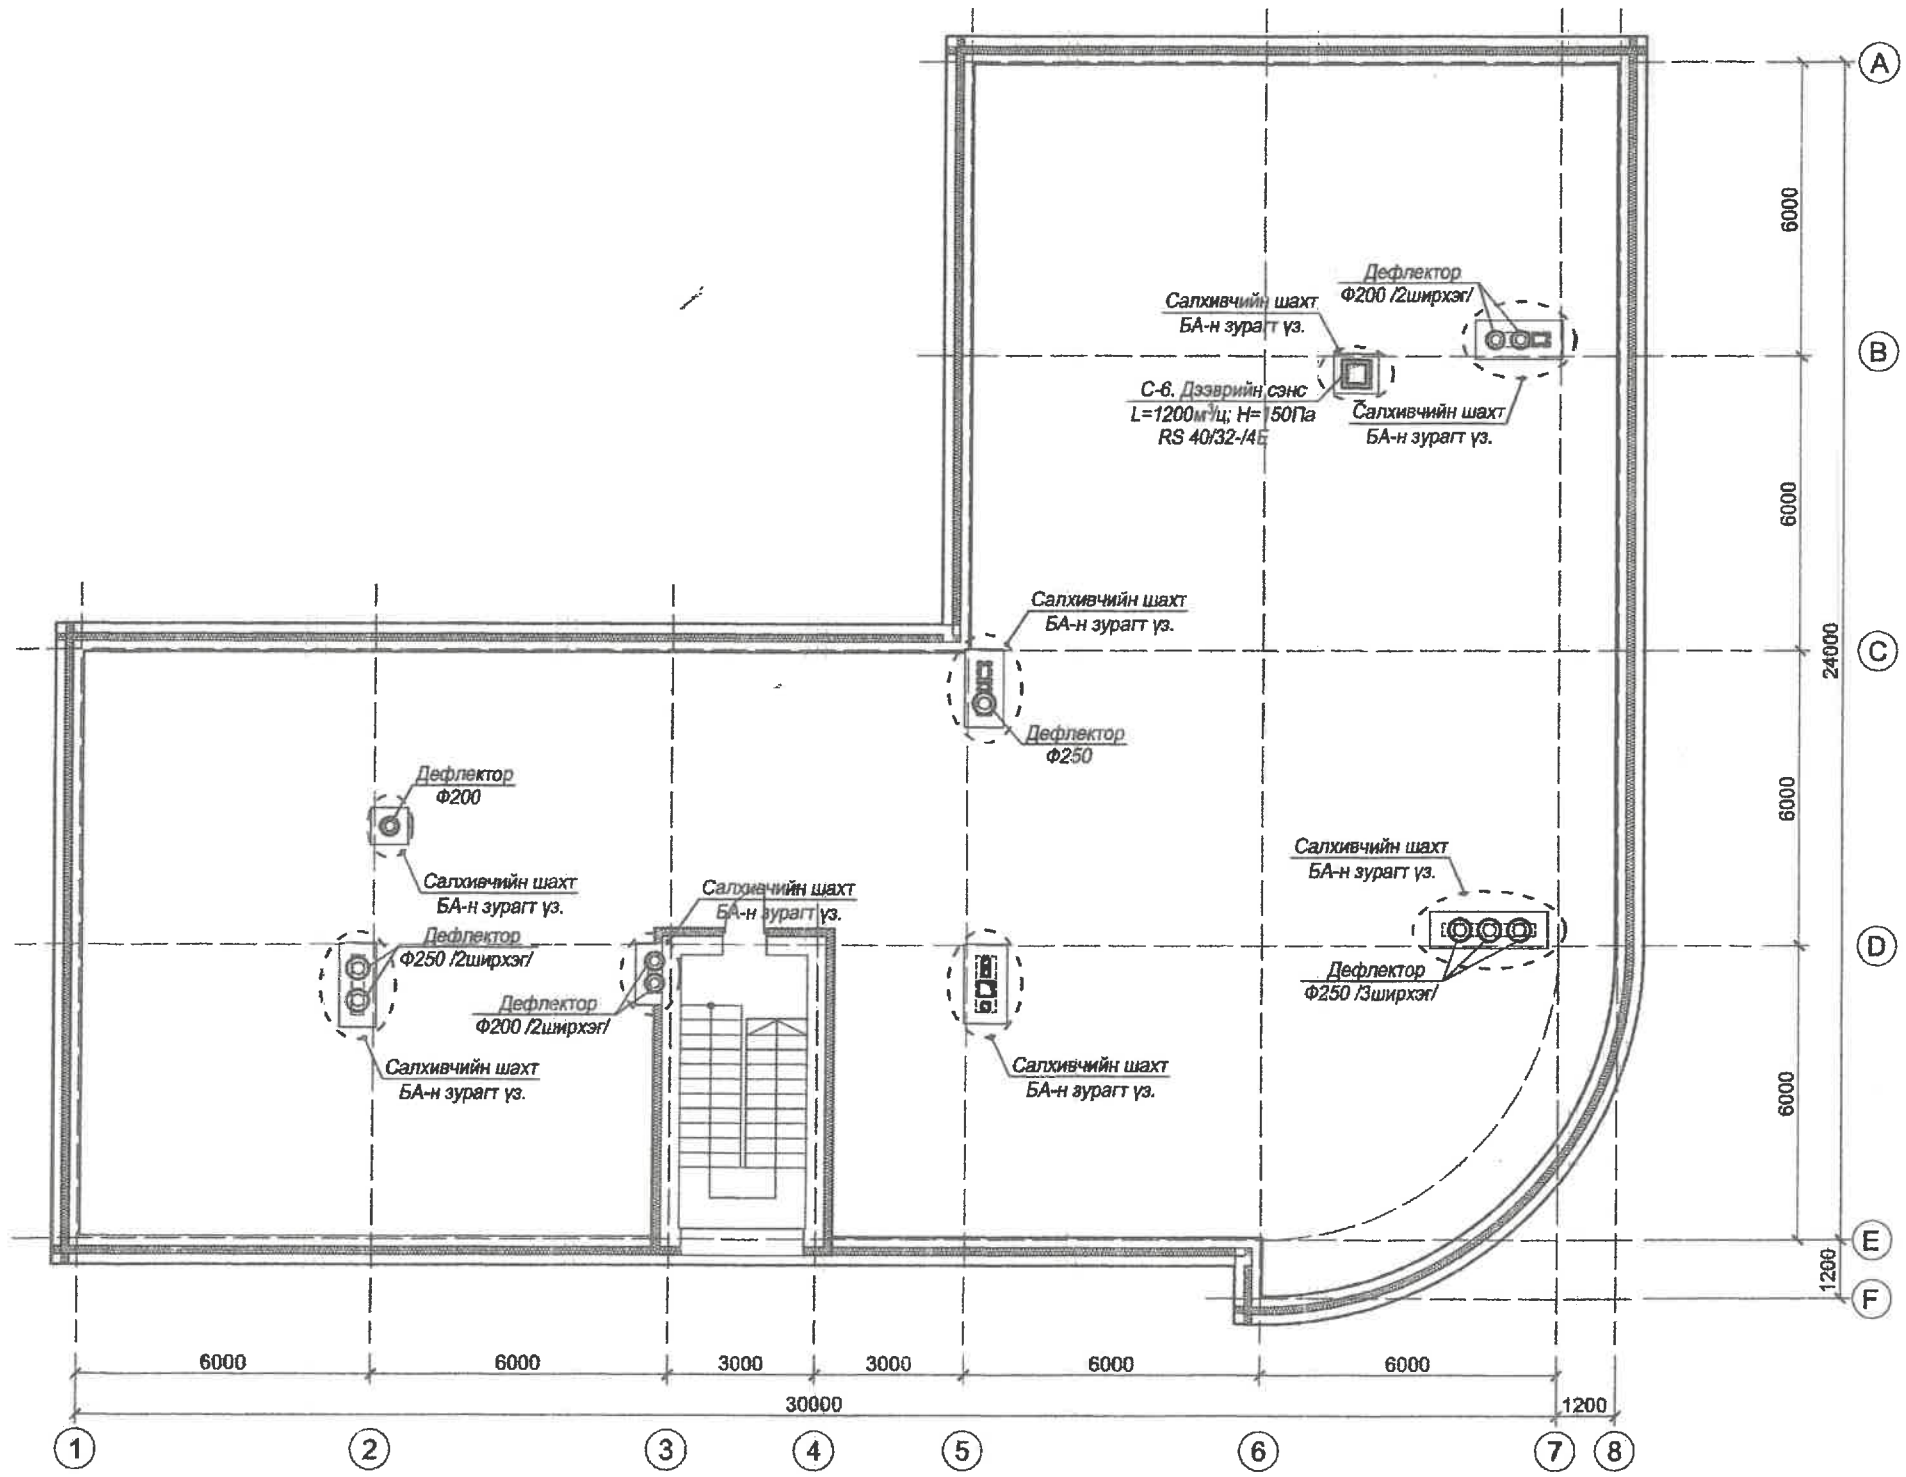 A
6000
Дефлектор
Ф200 /2ширхэг/
Салхивчийн шахт
БА-н зурагт үз.
B
С-6. Дээврийн сэнс
L=1200м³/ц; H=150Па
RS 40/32-/4E
Салхивчийн шахт
БА-н зурагт үз.
6000
Салхивчийн шахт
БА-н зурагт үз.
24000
C
Дефлектор
Ф250
Дефлектор
Ф200
6000
Салхивчийн шахт
БА-н зурагт үз.
Салхивчийн шахт
БА-н зурагт үз.
Салхивчийн шахт
БА-н зурагт үз.
Дефлектор
Ф250 /2ширхэг/
D
Дефлектор
Ф250 /3ширхэг/
Дефлектор
Ф200 /2ширхэг/
Салхивчийн шахт
БА-н зурагт үз.
Салхивчийн шахт
БА-н зурагт үз.
6000
E
1200
F
6000 6000 3000 3000 6000 6000
30000 1200
1 2 3 4 5 6 7 8